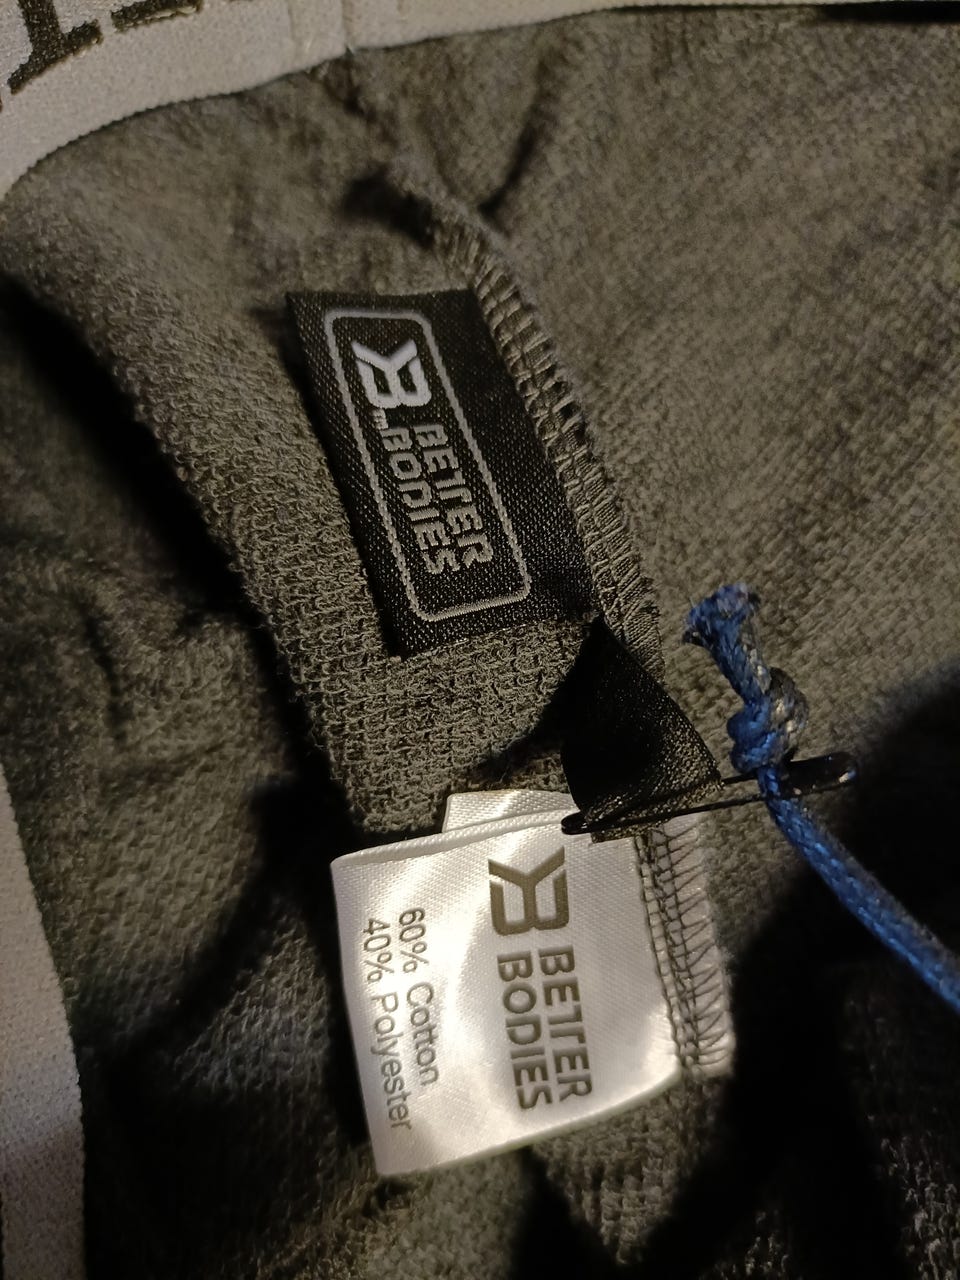 BETTER
BODIES
BETTER
BODIES
60% Cotton
40% Polyester